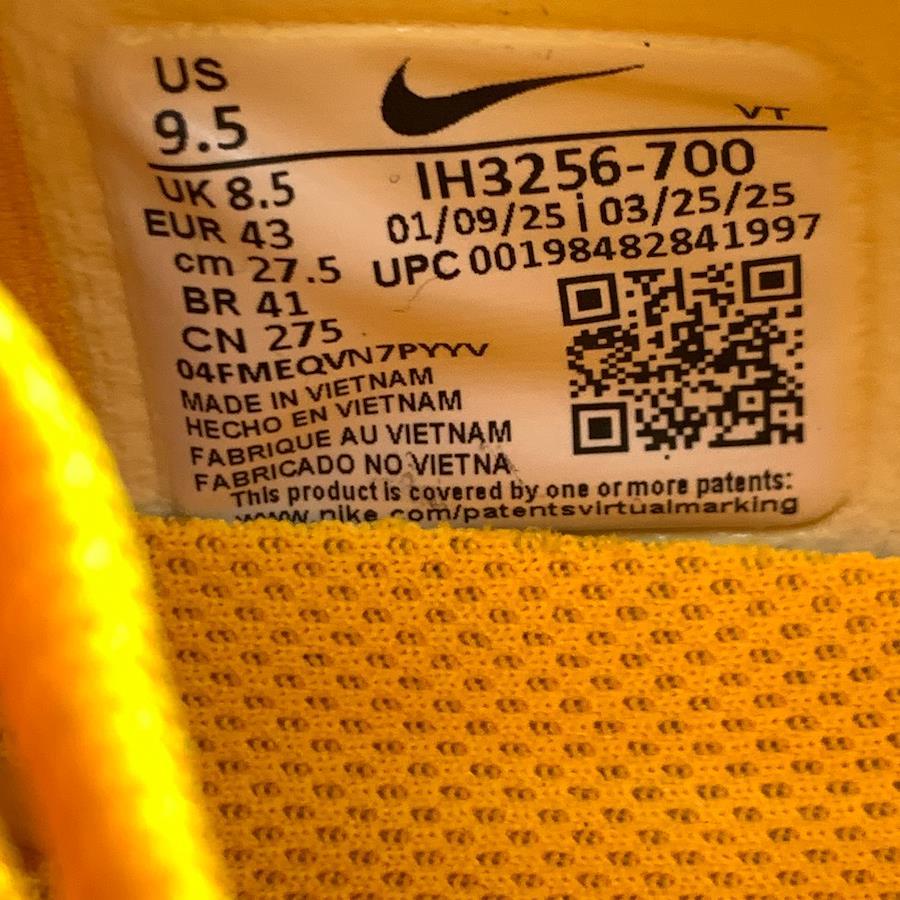 US
9.5
VT
UK 8.5
EUR 43
cm 27.5
BR 41
CN 275
IH3256-700
01/09/25 | 03/25/25
UPC 001984828 41997
04FMEQVN7PYYV
MADE IN VIETNAM
HECHO EN VIETNAM
FABRIQUE AU VIETNAM
FABRICADO NO VIETNA
This product is covered by one or more patents:
www.nike.com/patentsvirtualmarking